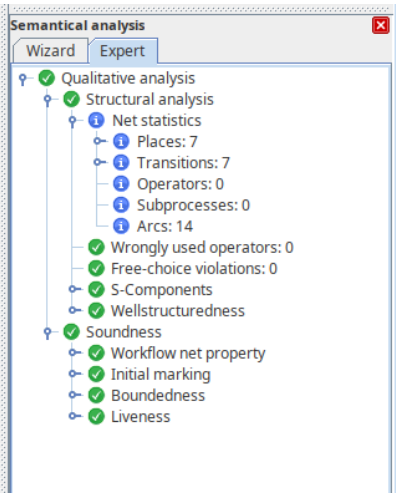 Semantical analysis
Wizard Expert
Qualitative analysis
Structural analysis
Net statistics
Places: 7
Transitions: 7
Operators: 0
Subprocesses: 0
Arcs: 14
Wrongly used operators: 0
Free-choice violations: 0
S-Components
Wellstructuredness
Soundness
Workflow net property
Initial marking
Boundedness
Liveness